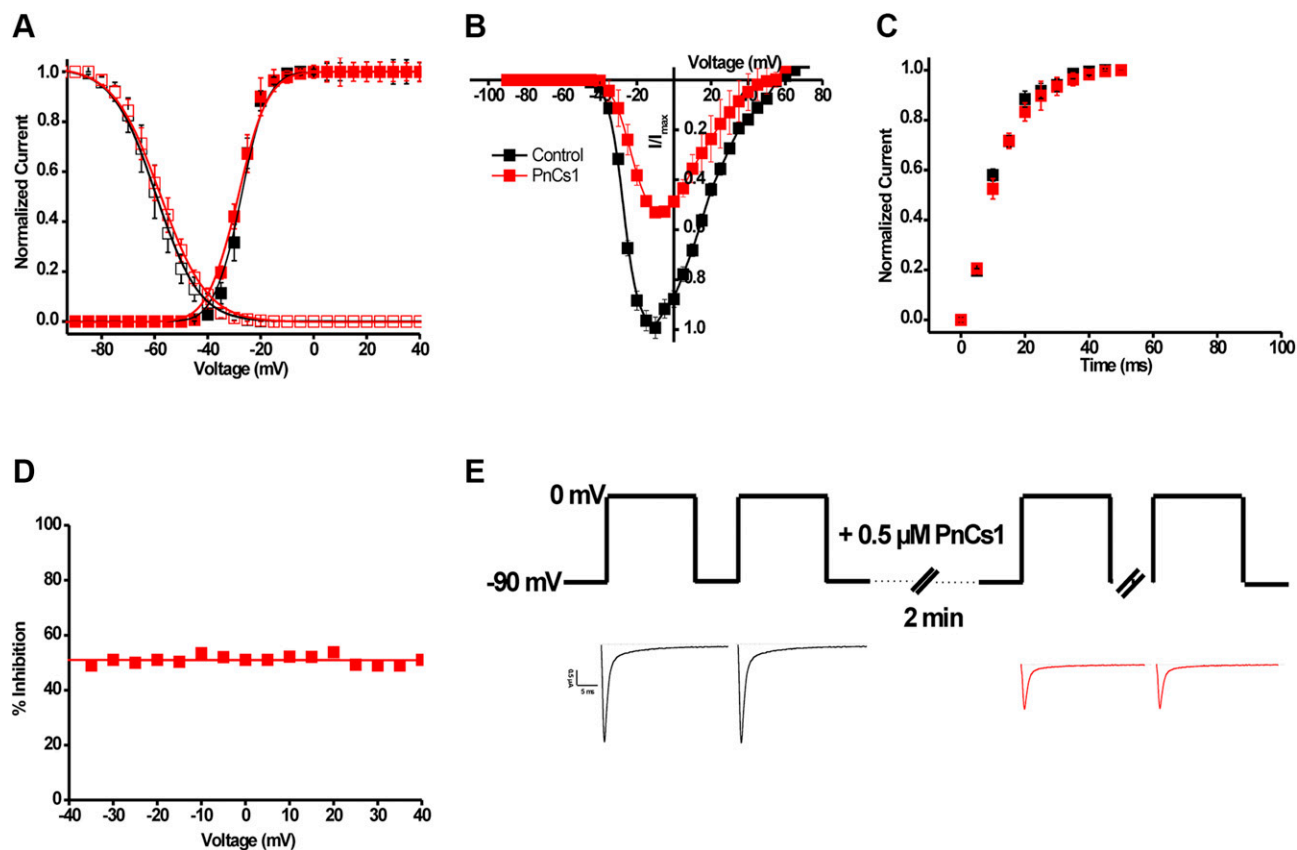 A
Normalized Current
1.0
0.8
0.6
0.4
0.2
0.0
-80 -60 -40 -20 0 20 40
Voltage (mV)
B
Voltage (mV)
-100 -80 -60 -40 -20 20 40 60 80
I/Imax
0.2
0.4
0.6
0.8
1.0
Control
PnCs1
C
Normalized Current
1.0
0.8
0.6
0.4
0.2
0.0
0 20 40 60 80 100
Time (ms)
D
% Inhibition
100
80
60
40
20
0
-40 -30 -20 -10 0 10 20 30 40
Voltage (mV)
E
0 mV
+ 0.5 µM PnCs1
-90 mV
2 min
0.5 µA
5 ms